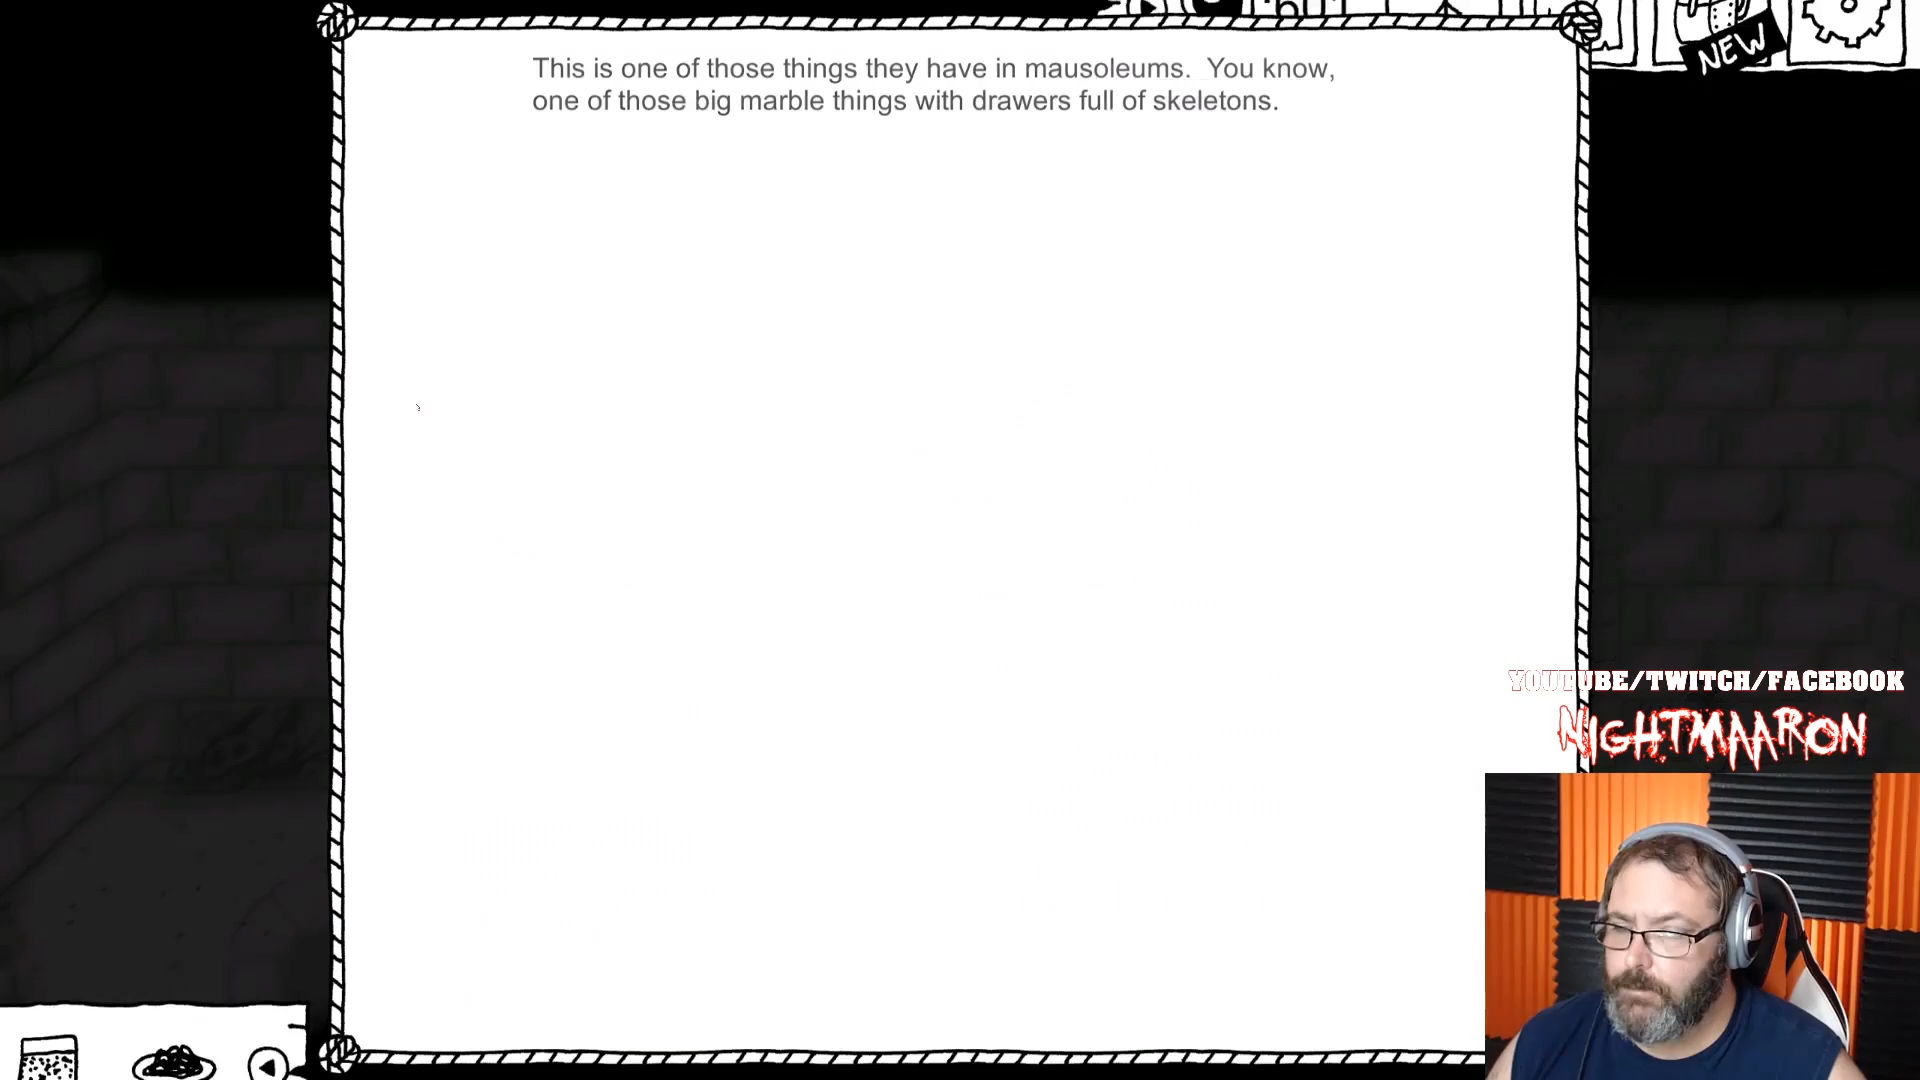 This is one of those things they have in mausoleums. You know,
one of those big marble things with drawers full of skeletons.
NEW
YOUTUBE/TWITCH/FACEBOOK
NIGHTMAARON